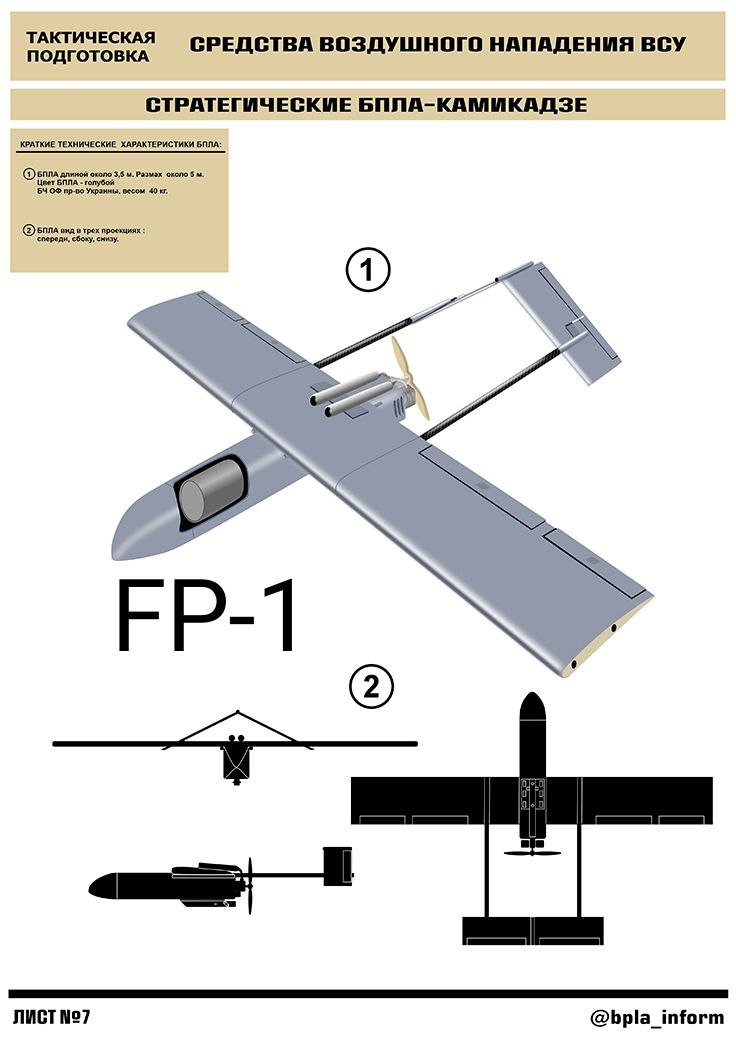 ТАКТИЧЕСКАЯ
ПОДГОТОВКА
СРЕДСТВА ВОЗДУШНОГО НАПАДЕНИЯ ВСУ
СТРАТЕГИЧЕСКИЕ БПЛА-КАМИКАДЗЕ
КРАТКИЕ ТЕХНИЧЕСКИЕ ХАРАКТЕРИСТИКИ БПЛА:
1 БПЛА длиной около 3,5 м. Размах около 5 м.
Цвет БПЛА - голубой
БЧ ОФ пр-во Украины, весом 40 кг.
2 БПЛА вид в трех проекциях :
спереди, сбоку, снизу.
1
FP-1
2
ЛИСТ №7
@bpla_inform